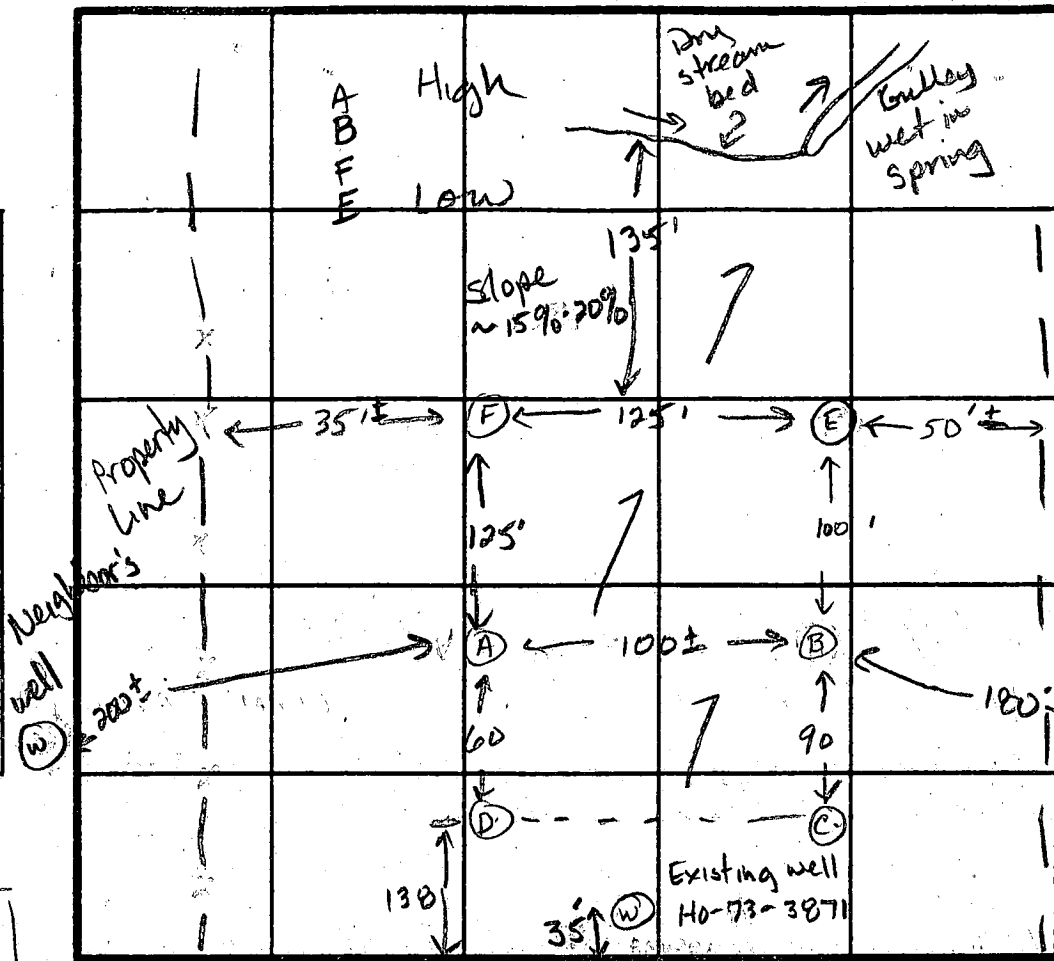 High
Low
A
B
F
E
Dry
stream
bed
Gulley
wet in
spring
135'
Slope
~ 15%-20%
35'±
F
125'
E
50'±
Property
Line
125'
100'
Neighbor's
well
W
200±
A
100±
B
180±
60
90
D
C
138
35'
W
Existing well
HO-73-3871